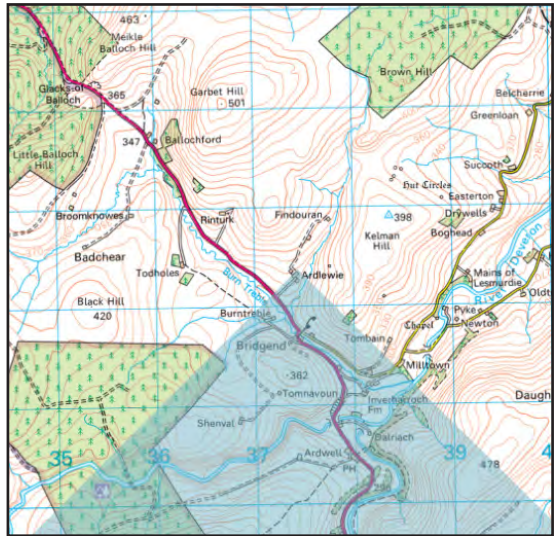 463
Meikle
Balloch Hill
Glacks of
Balloch
365
Garbet Hill
501
Brown Hill
Belcherrie
Greenloan
347
Ballochford
Little Balloch
Hill
Succoth
Hut Circles
Easterton
Drywells
Boghead
Broomknowes
Rinturk
Findouran
398
Kelman
Hill
Badchear
Todholes
Burn Treble
Ardlewie
Mains of
Lesmurdie
River Deveron
Oldt
Black Hill
420
Burntreble
Chapel
Pyke
Newton
Bridgend
Tombain
Milltown
362
Tomnavoun
Inverharroch
Fm
Daugh
Shenval
35
36
37
39
4
Dalriach
Ardwell
PH
478